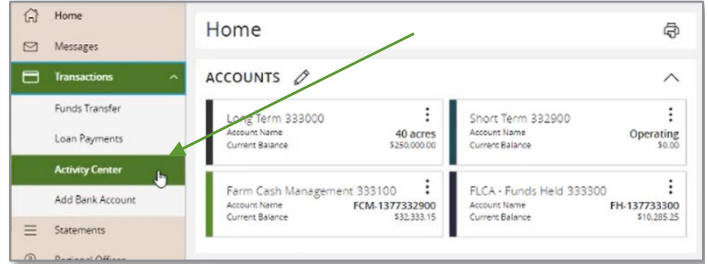 Home
Messages
Transactions
Funds Transfer
Loan Payments
Activity Center
Add Bank Account
Statements
Regional Offices
Home
ACCOUNTS
Long Term 333000
Account Name 40 acres
Current Balance $250,000.00
Short Term 332900
Account Name Operating
Current Balance $0.00
Farm Cash Management 333100
Account Name FCM-1377332900
Current Balance $32,333.15
FLCA - Funds Held 333300
Account Name FH-137733300
Current Balance $10,285.25